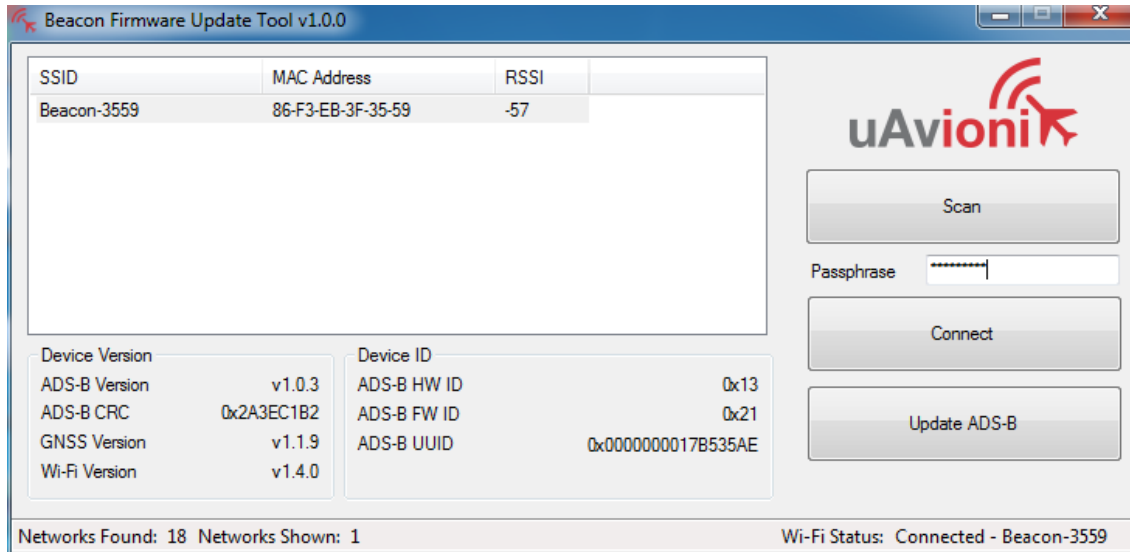 Beacon Firmware Update Tool v1.0.0
SSID MAC Address RSSI
Beacon-3559 86-F3-EB-3F-35-59 -57
uAvionix
Scan
Passphrase *********
Connect
Update ADS-B
Device Version
ADS-B Version v1.0.3
ADS-B CRC 0x2A3EC1B2
GNSS Version v1.1.9
Wi-Fi Version v1.4.0
Device ID
ADS-B HW ID 0x13
ADS-B FW ID 0x21
ADS-B UUID 0x0000000017B535AE
Networks Found: 18 Networks Shown: 1
Wi-Fi Status: Connected - Beacon-3559